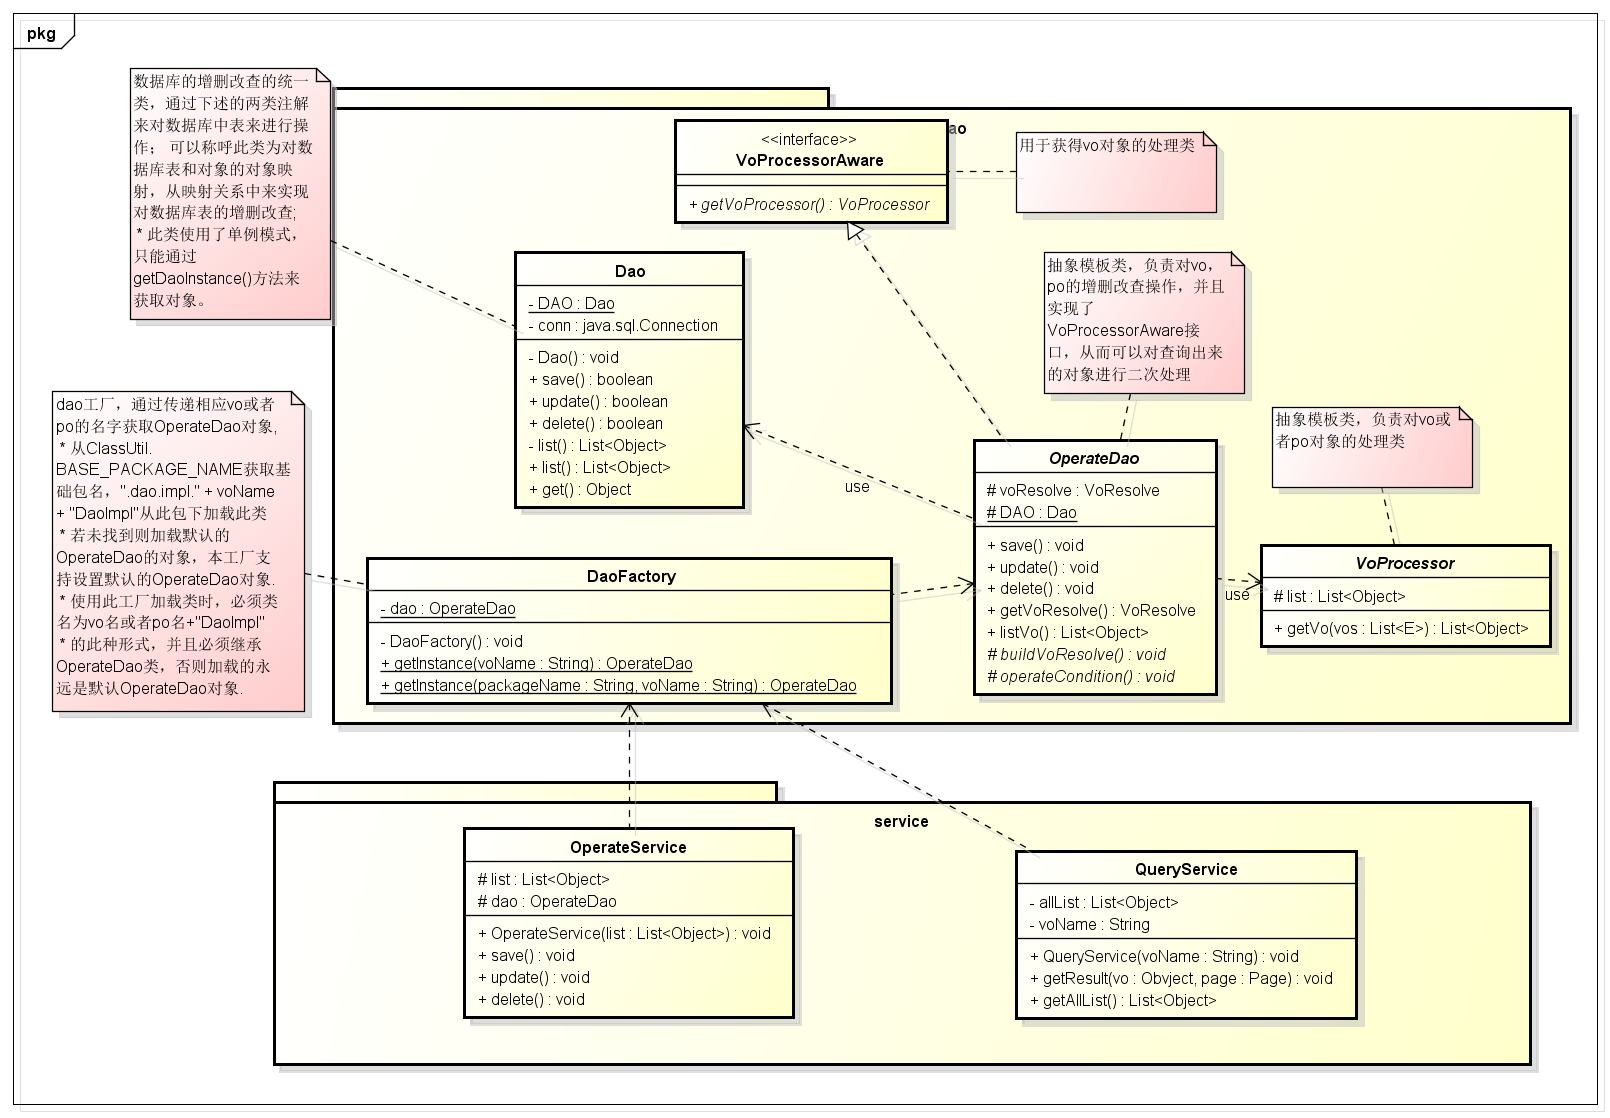 pkg
数据库的增删改查的统一
类，通过下述的两类注解
来对数据库中表来进行操
作； 可以称呼此类为对数
据库表和对象的对象映
射，从映射关系中来实现
对数据库表的增删改查;
* 此类使用了单例模式，
只能通过
getDaoInstance()方法来
获取对象。
ao
<<interface>>
VoProcessorAware
+ getVoProcessor() : VoProcessor
用于获得vo对象的处理类
Dao
- DAO : Dao
- conn : java.sql.Connection
- Dao() : void
+ save() : boolean
+ update() : boolean
+ delete() : boolean
- list() : List<Object>
+ list() : List<Object>
+ get() : Object
抽象模板类，负责对vo，
po的增删改查操作，并且
实现了
VoProcessorAware接
口，从而可以对查询出来
的对象进行二次处理
抽象模板类，负责对vo或
者po对象的处理类
dao工厂，通过传递相应vo或者
po的名字获取OperateDao对象,
* 从ClassUtil.
BASE_PACKAGE_NAME获取基
础包名，".dao.impl." + voName
+ "DaoImpl"从此包下加载此类
* 若未找到则加载默认的
OperateDao的对象，本工厂支
持设置默认的OperateDao对象.
* 使用此工厂加载类时，必须类
名为vo名或者po名+"DaoImpl"
* 的此种形式，并且必须继承
OperateDao类，否则加载的永
远是默认OperateDao对象.
use
OperateDao
# voResolve : VoResolve
# DAO : Dao
+ save() : void
+ update() : void
+ delete() : void
+ getVoResolve() : VoResolve
+ listVo() : List<Object>
# buildVoResolve() : void
# operateCondition() : void
use
VoProcessor
# list : List<Object>
+ getVo(vos : List<E>) : List<Object>
DaoFactory
- dao : OperateDao
- DaoFactory() : void
+ getInstance(voName : String) : OperateDao
+ getInstance(packageName : String, voName : String) : OperateDao
service
OperateService
# list : List<Object>
# dao : OperateDao
+ OperateService(list : List<Object>) : void
+ save() : void
+ update() : void
+ delete() : void
QueryService
- allList : List<Object>
- voName : String
+ QueryService(voName : String) : void
+ getResult(vo : Obvject, page : Page) : void
+ getAllList() : List<Object>